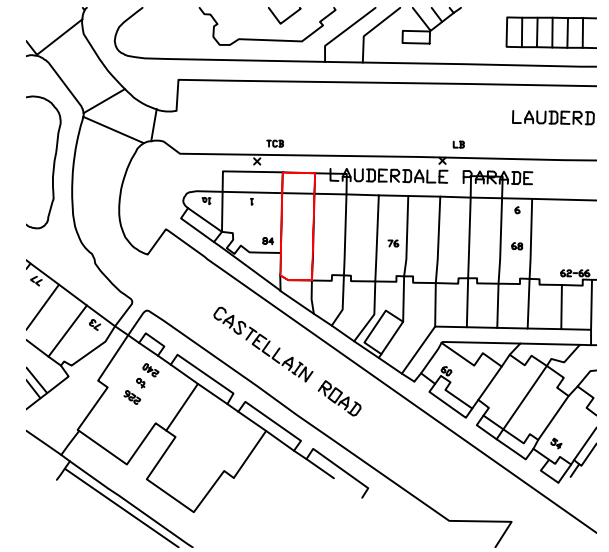 LAUDERD
TCB
LB
LAUDERDALE PARADE
1a
1
6
84
76
68
62-66
77
73
CASTELLAIN ROAD
240
to
226
60
54